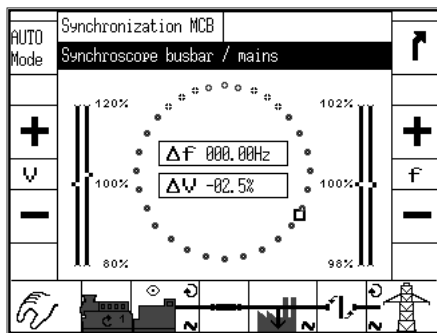 AUTO
Mode
Synchronization MCB
Synchroscope busbar / mains
120%
102%
Δf 000.00Hz
V
100%
ΔV -02.5%
100%
f
80%
98%
1